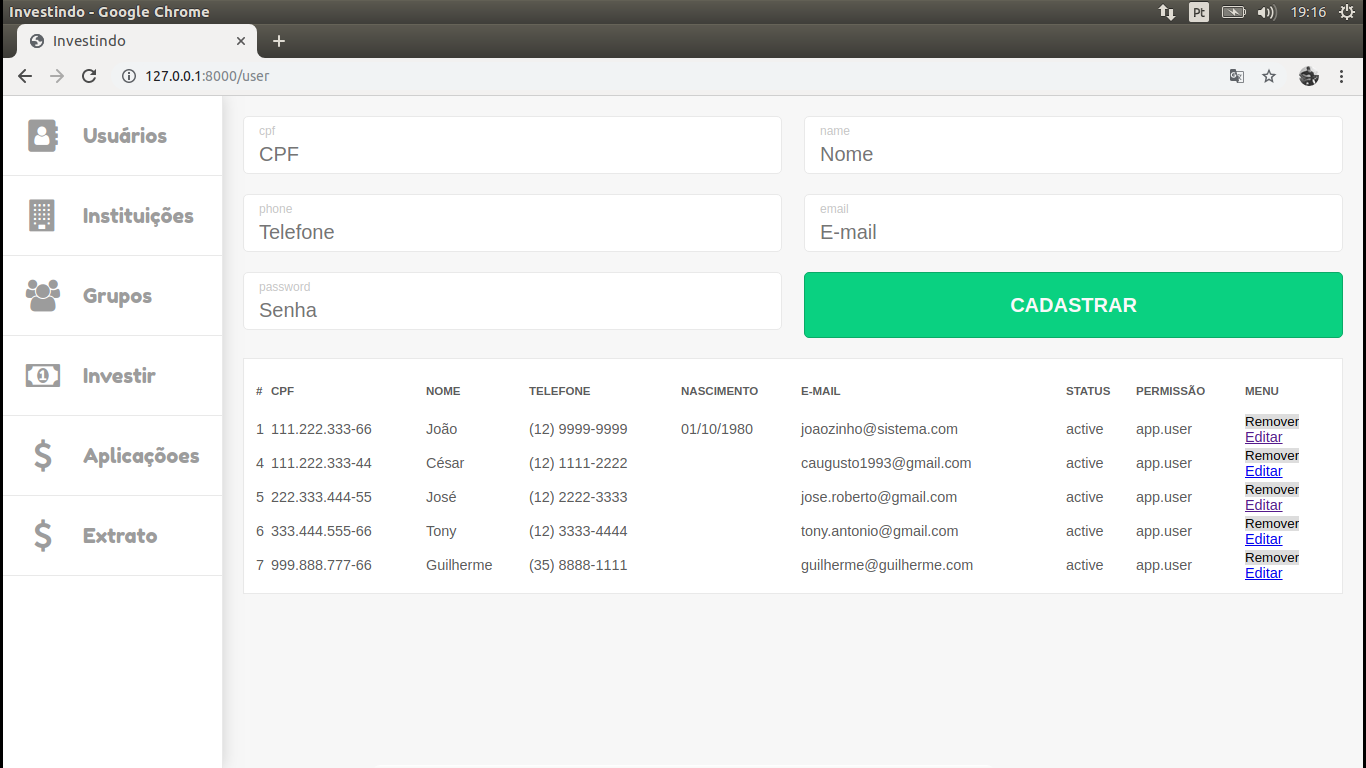 Investindo - Google Chrome
Pt
19:16
Investindo
127.0.0.1:8000/user
Usuários
Instituições
Grupos
Investir
Aplicaçãoes
Extrato
cpf
CPF
name
Nome
phone
Telefone
email
E-mail
password
Senha
CADASTRAR
# CPF NOME TELEFONE NASCIMENTO E-MAIL STATUS PERMISSÃO MENU
1 111.222.333-66 João (12) 9999-9999 01/10/1980 joaozinho@sistema.com active app.user Remover
Editar
4 111.222.333-44 César (12) 1111-2222 caugusto1993@gmail.com active app.user Remover
Editar
5 222.333.444-55 José (12) 2222-3333 jose.roberto@gmail.com active app.user Remover
Editar
6 333.444.555-66 Tony (12) 3333-4444 tony.antonio@gmail.com active app.user Remover
Editar
7 999.888.777-66 Guilherme (35) 8888-1111 guilherme@guilherme.com active app.user Remover
Editar